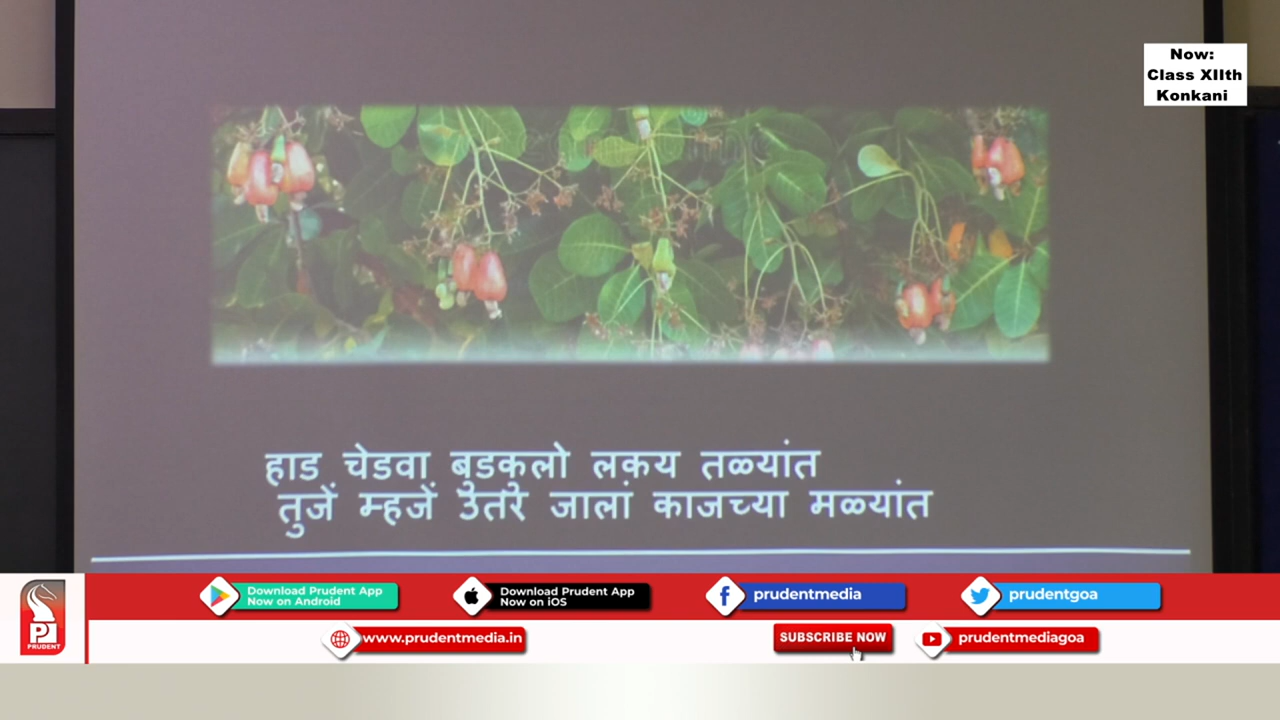 Now:
Class XIIth
Konkani
हाड चेडवा बुडकुलो लकय तळ्यांत
तुजें म्हजें उतर जालां काजच्या मळ्यांत
Download Prudent App
Now on Android
Download Prudent App
Now on iOS
prudentmedia
prudentgoa
PRUDENT
www.prudentmedia.in
SUBSCRIBE NOW
prudentmediagoa